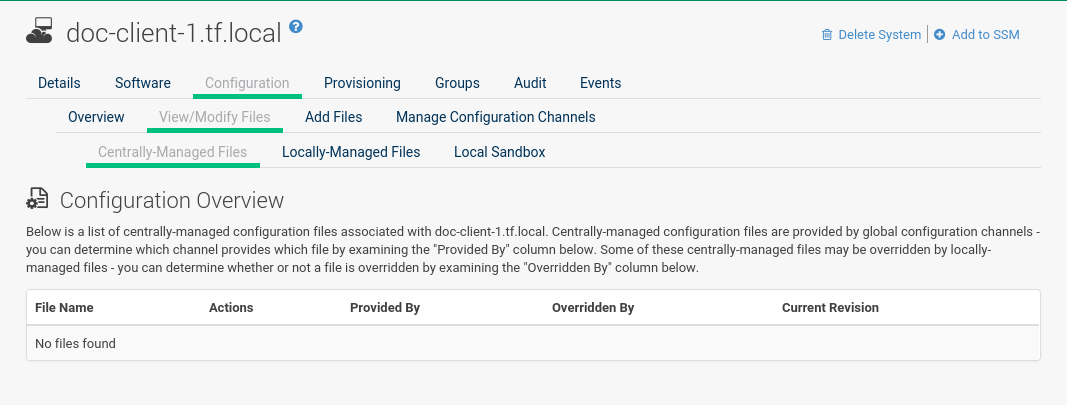 doc-client-1.tf.local ?
Delete System | Add to SSM
Details Software Configuration Provisioning Groups Audit Events
Overview View/Modify Files Add Files Manage Configuration Channels
Centrally-Managed Files Locally-Managed Files Local Sandbox
Configuration Overview
Below is a list of centrally-managed configuration files associated with doc-client-1.tf.local. Centrally-managed configuration files are provided by global configuration channels -
you can determine which channel provides which file by examining the "Provided By" column below. Some of these centrally-managed files may be overridden by locally-
managed files - you can determine whether or not a file is overridden by examining the "Overridden By" column below.
File Name Actions Provided By Overridden By Current Revision
No files found